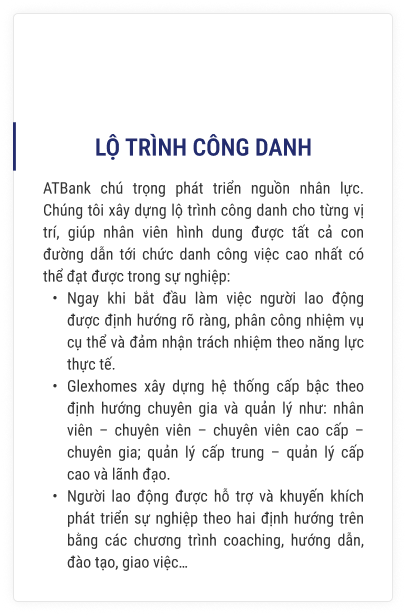 LỘ TRÌNH CÔNG DANH
ATBank chú trọng phát triển nguồn nhân lực.
Chúng tôi xây dựng lộ trình công danh cho từng vị
trí, giúp nhân viên hình dung được tất cả con
đường dẫn tới chức danh công việc cao nhất có
thể đạt được trong sự nghiệp:
• Ngay khi bắt đầu làm việc người lao động
được định hướng rõ ràng, phân công nhiệm vụ
cụ thể và đảm nhận trách nhiệm theo năng lực
thực tế.
• Glexhomes xây dựng hệ thống cấp bậc theo
định hướng chuyên gia và quản lý như: nhân
viên – chuyên viên – chuyên viên cao cấp –
chuyên gia; quản lý cấp trung – quản lý cấp
cao và lãnh đạo.
• Người lao động được hỗ trợ và khuyến khích
phát triển sự nghiệp theo hai định hướng trên
bằng các chương trình coaching, hướng dẫn,
đào tạo, giao việc...